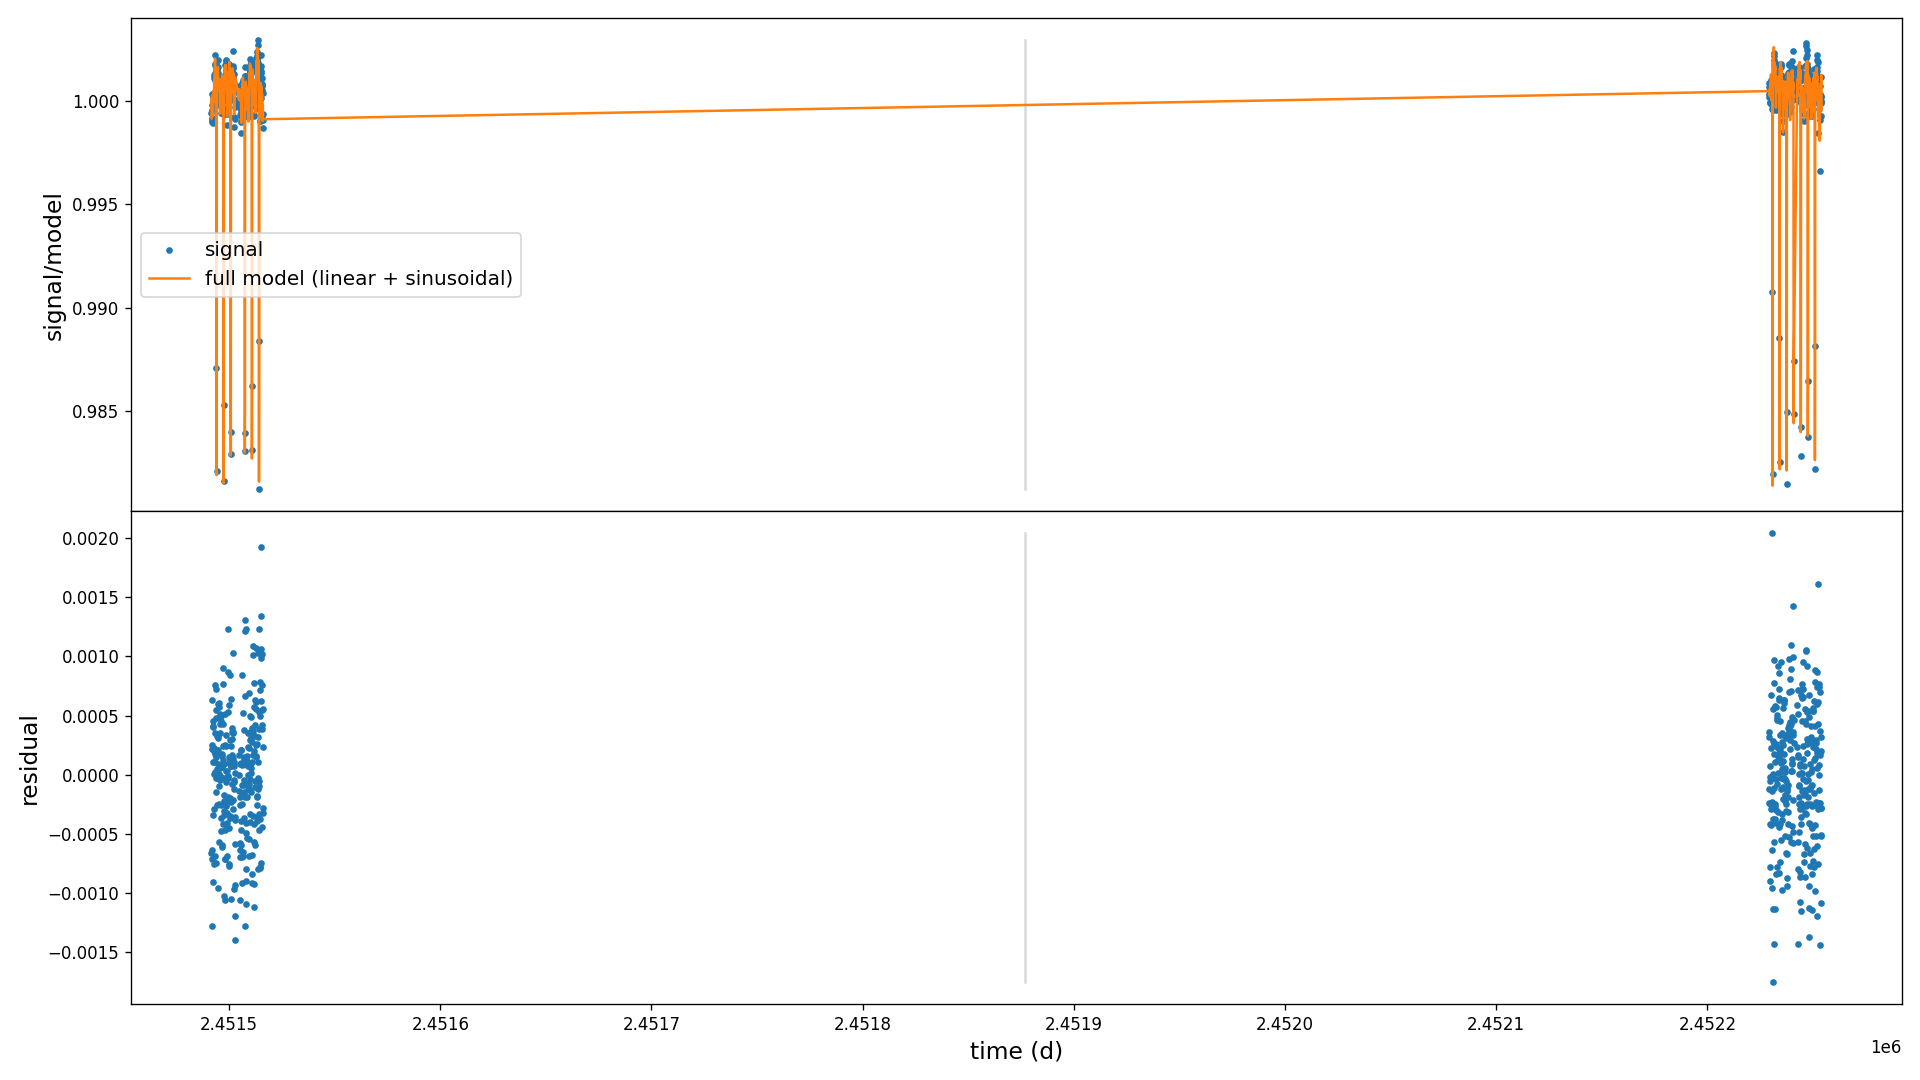 signal/model
1.000
0.995
0.990
0.985
signal
full model (linear + sinusoidal)
residual
0.0020
0.0015
0.0010
0.0005
0.0000
−0.0005
−0.0010
−0.0015
2.4515 2.4516 2.4517 2.4518 2.4519 2.4520 2.4521 2.4522
1e6
time (d)